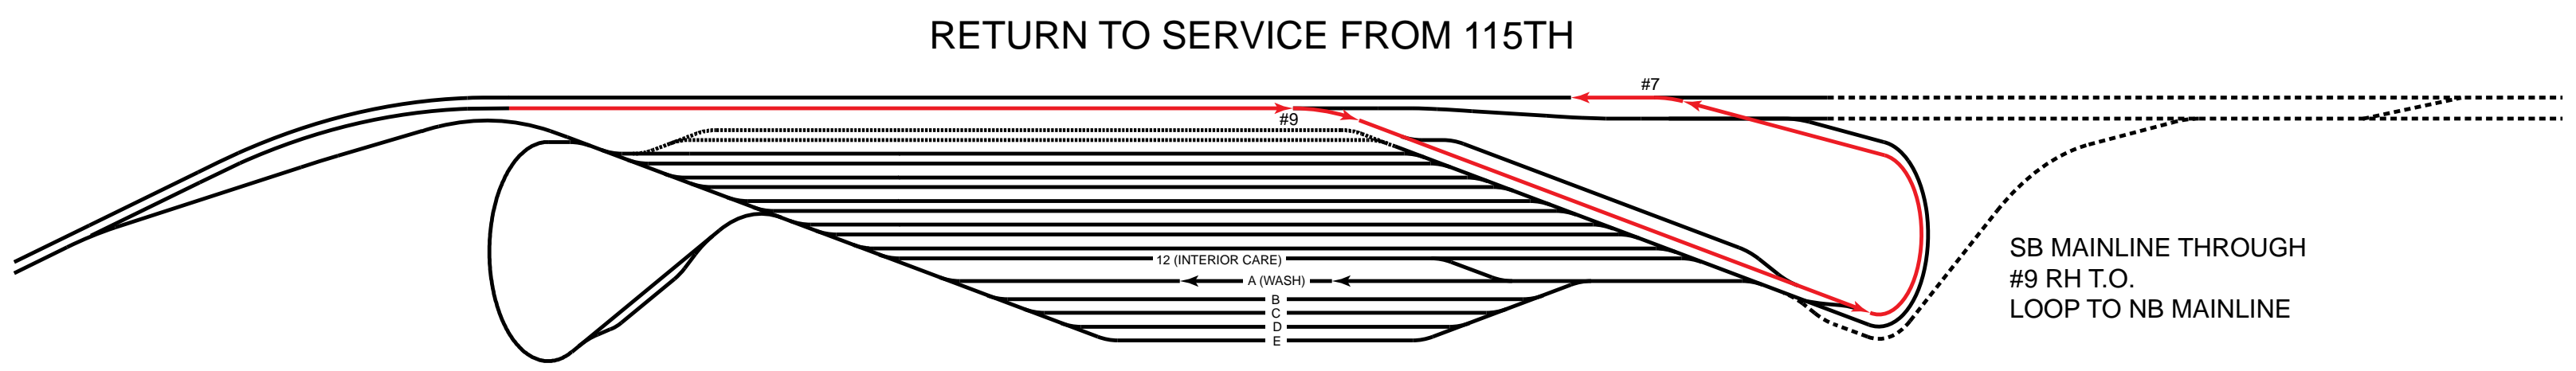 RETURN TO SERVICE FROM 115TH
#7
#9
12 (INTERIOR CARE)
A (WASH)
B
C
D
E
SB MAINLINE THROUGH
#9 RH T.O.
LOOP TO NB MAINLINE